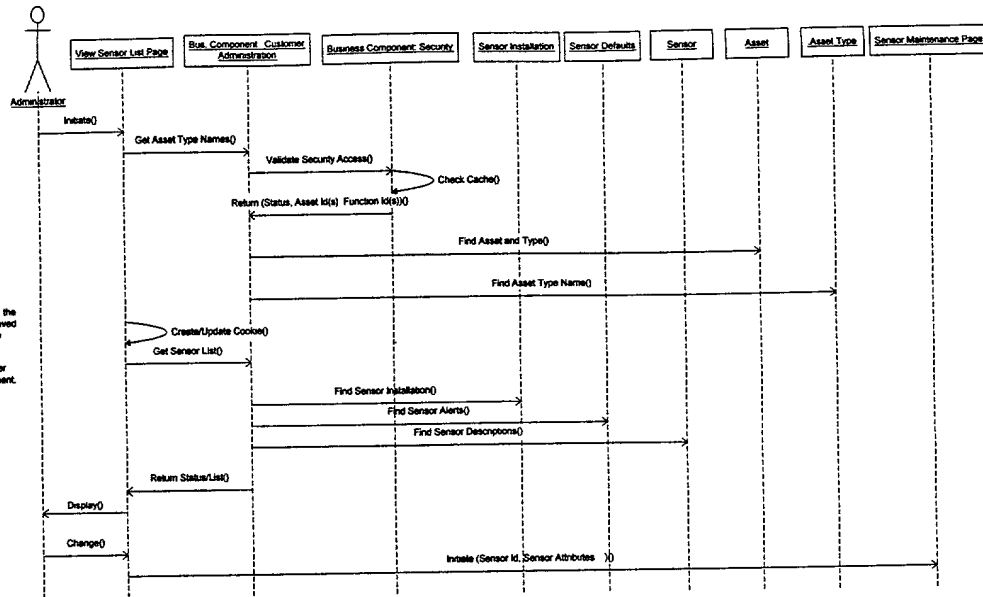 View Sensor List Page
Bus. Component Customer
Administration
Business Component: Security
Sensor Installation
Sensor Defaults
Sensor
Asset
Asset Type
Sensor Maintenance Page
Administrator
Initiate()
Get Asset Type Names()
Validate Security Access()
Check Cache()
Return (Status, Asset Id(s) Function Id(s))()
Find Asset and Type()
Find Asset Type Name()
the
Create/Update Cookie()
Get Sensor List()
Find Sensor Installation()
Find Sensor Alerts()
Find Sensor Descriptions()
Return Status/List()
Display()
Change()
Initiate (Sensor Id, Sensor Attributes )()